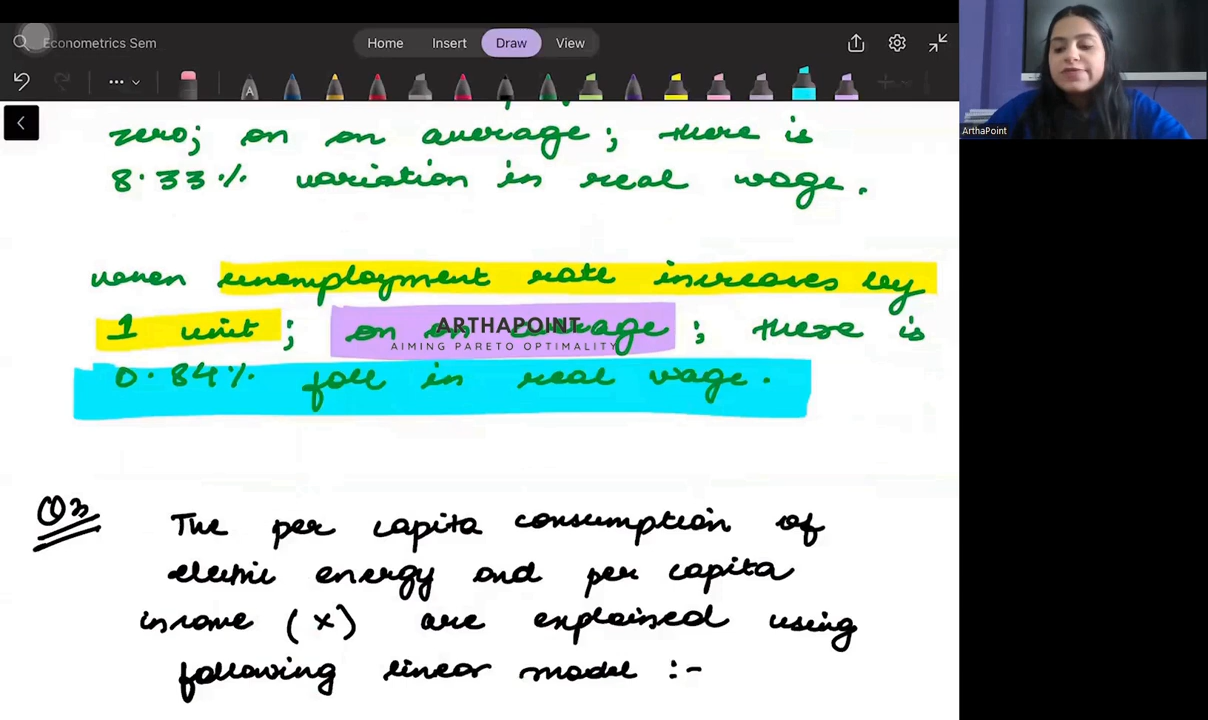 Econometrics Sem
Home Insert Draw View
A
zero; on an average; there is
8.33% variation in real wage.
when unemployment rate increases by
1 unit; on an average; there is
ARTHAPOINT
AIMING PARETO OPTIMALITY
0.84% fall in real wage.
Q3 The per capita consumption of
electric energy and per capita
income (x) are explained using
following linear model :-
ArthaPoint